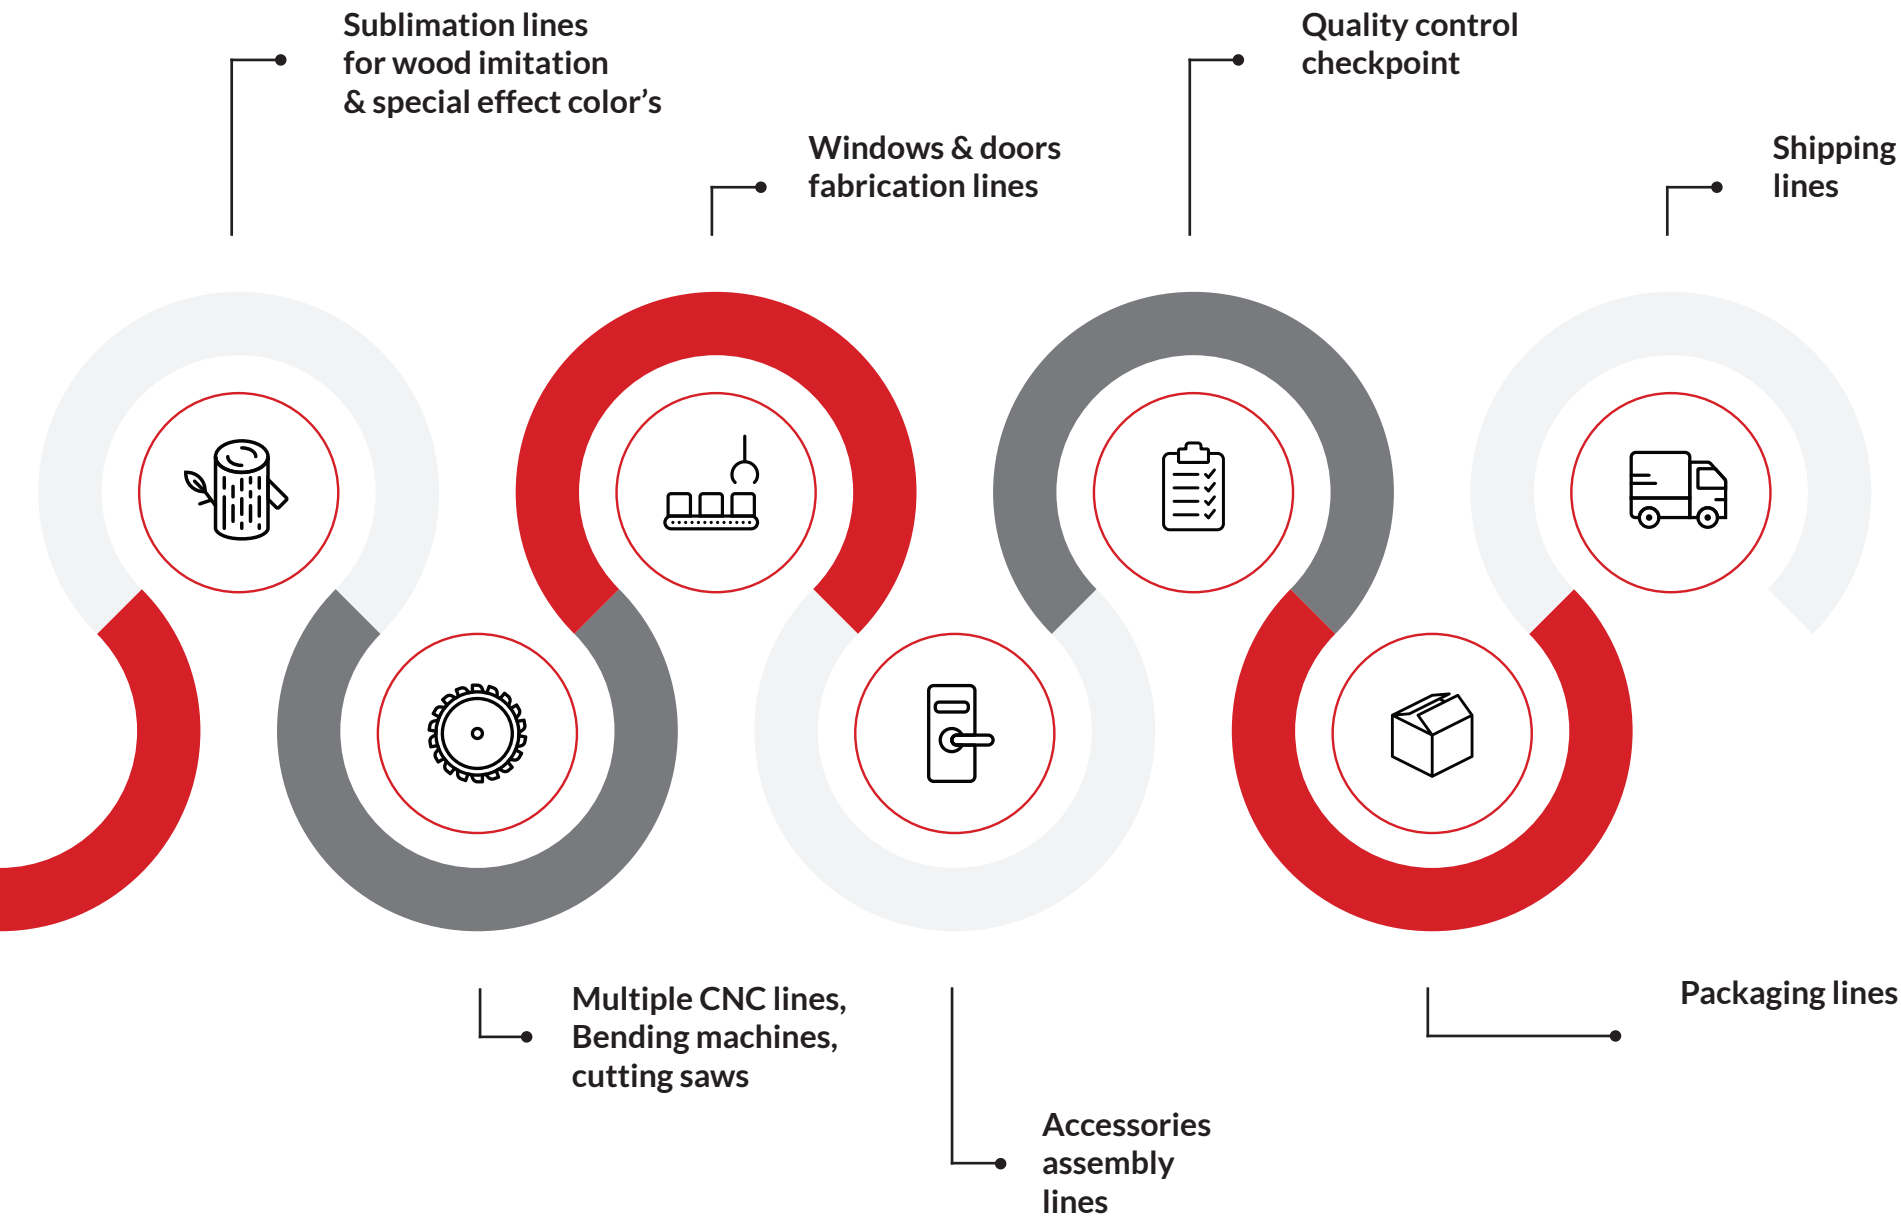 Sublimation lines
for wood imitation
& special effect color’s
Windows & doors
fabrication lines
Quality control
checkpoint
Shipping
lines
Multiple CNC lines,
Bending machines,
cutting saws
Accessories
assembly
lines
Packaging lines